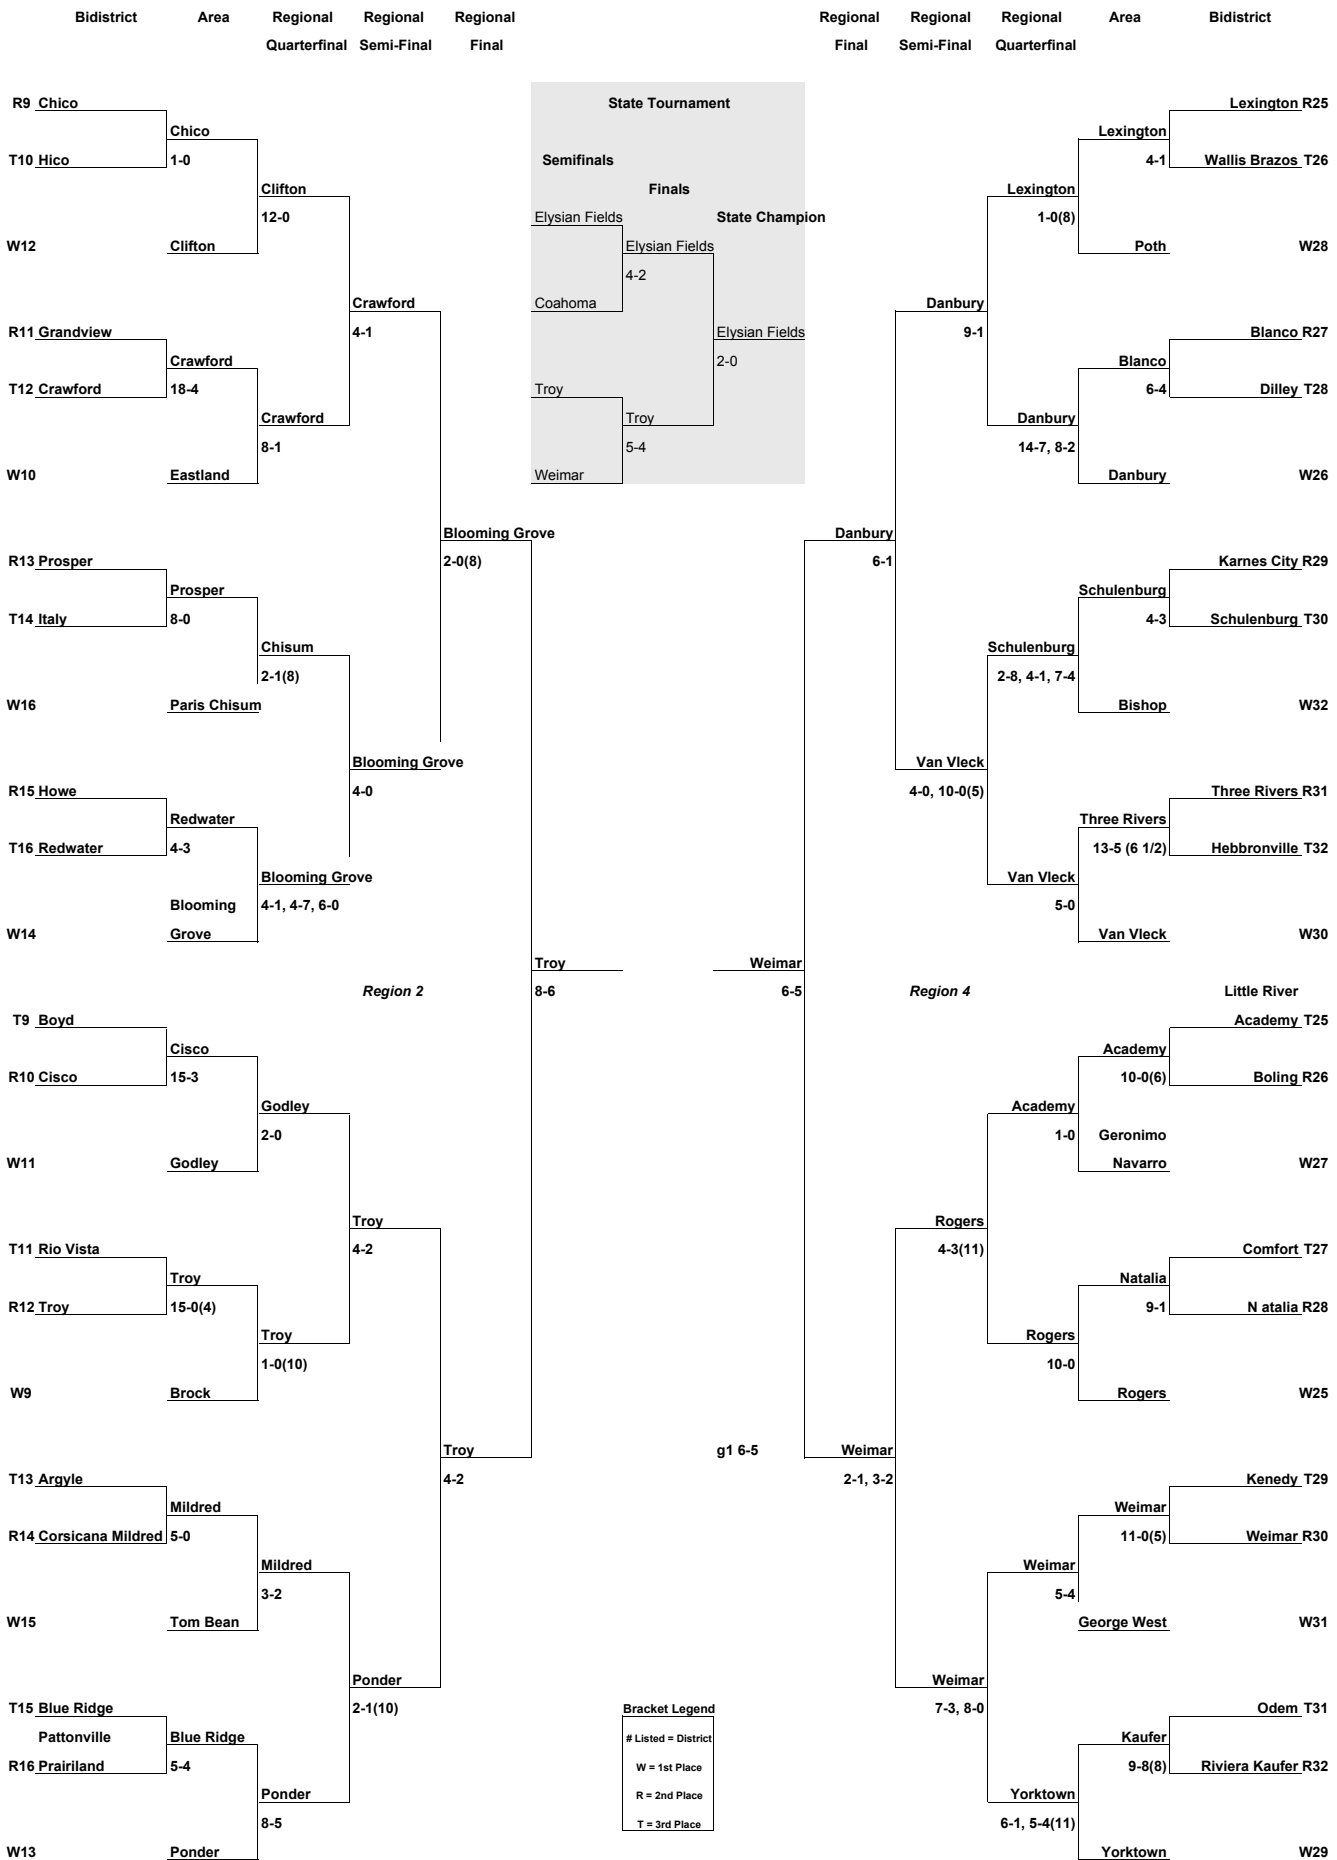 Bidistrict Area Regional Regional Regional Regional Regional Regional Area Bidistrict
Quarterfinal Semi-Final Final Final Semi-Final Quarterfinal
R9 Chico State Tournament Lexington R25
Chico Lexington
T10 Hico 1-0 Semifinals 4-1 Wallis Brazos T26
Clifton Finals Lexington
12-0 Elysian Fields State Champion 1-0(8)
W12 Clifton Elysian Fields Poth W28
4-2
Crawford Coahoma Danbury
R11 Grandview 4-1 Elysian Fields 9-1 Blanco R27
Crawford 2-0 Blanco
T12 Crawford 18-4 Troy 6-4 Dilley T28
Crawford Troy Danbury
8-1 5-4 14-7, 8-2
W10 Eastland Weimar Danbury W26
Blooming Grove Danbury
R13 Prosper 2-0(8) 6-1 Karnes City R29
Prosper Schulenburg
T14 Italy 8-0 4-3 Schulenburg T30
Chisum Schulenburg
2-1(8) 2-8, 4-1, 7-4
W16 Paris Chisum Bishop W32
Blooming Grove Van Vleck
R15 Howe 4-0 4-0, 10-0(5) Three Rivers R31
Redwater Three Rivers
T16 Redwater 4-3 13-5 (6 1/2) Hebbronville T32
Blooming Grove Van Vleck
Blooming 4-1, 4-7, 6-0 5-0
W14 Grove Van Vleck W30
Troy Weimar
Region 2 8-6 6-5 Region 4 Little River
T9 Boyd Academy T25
Cisco Academy
R10 Cisco 15-3 10-0(6) Boling R26
Godley Academy
2-0 1-0 Geronimo
W11 Godley Navarro W27
Troy Rogers
T11 Rio Vista 4-2 4-3(11) Comfort T27
Troy Natalia
R12 Troy 15-0(4) 9-1 N atalia R28
Troy Rogers
1-0(10) 10-0
W9 Brock Rogers W25
Troy g1 6-5 Weimar
T13 Argyle 4-2 2-1, 3-2 Kenedy T29
Mildred Weimar
R14 Corsicana Mildred 5-0 11-0(5) Weimar R30
Mildred Weimar
3-2 5-4
W15 Tom Bean George West W31
Ponder Weimar
T15 Blue Ridge 2-1(10) Bracket Legend 7-3, 8-0 Odem T31
Pattonville Blue Ridge # Listed = District Kaufer
R16 Prairiland 5-4 W = 1st Place 9-8(8) Riviera Kaufer R32
Ponder R = 2nd Place Yorktown
8-5 T = 3rd Place 6-1, 5-4(11)
W13 Ponder Yorktown W29